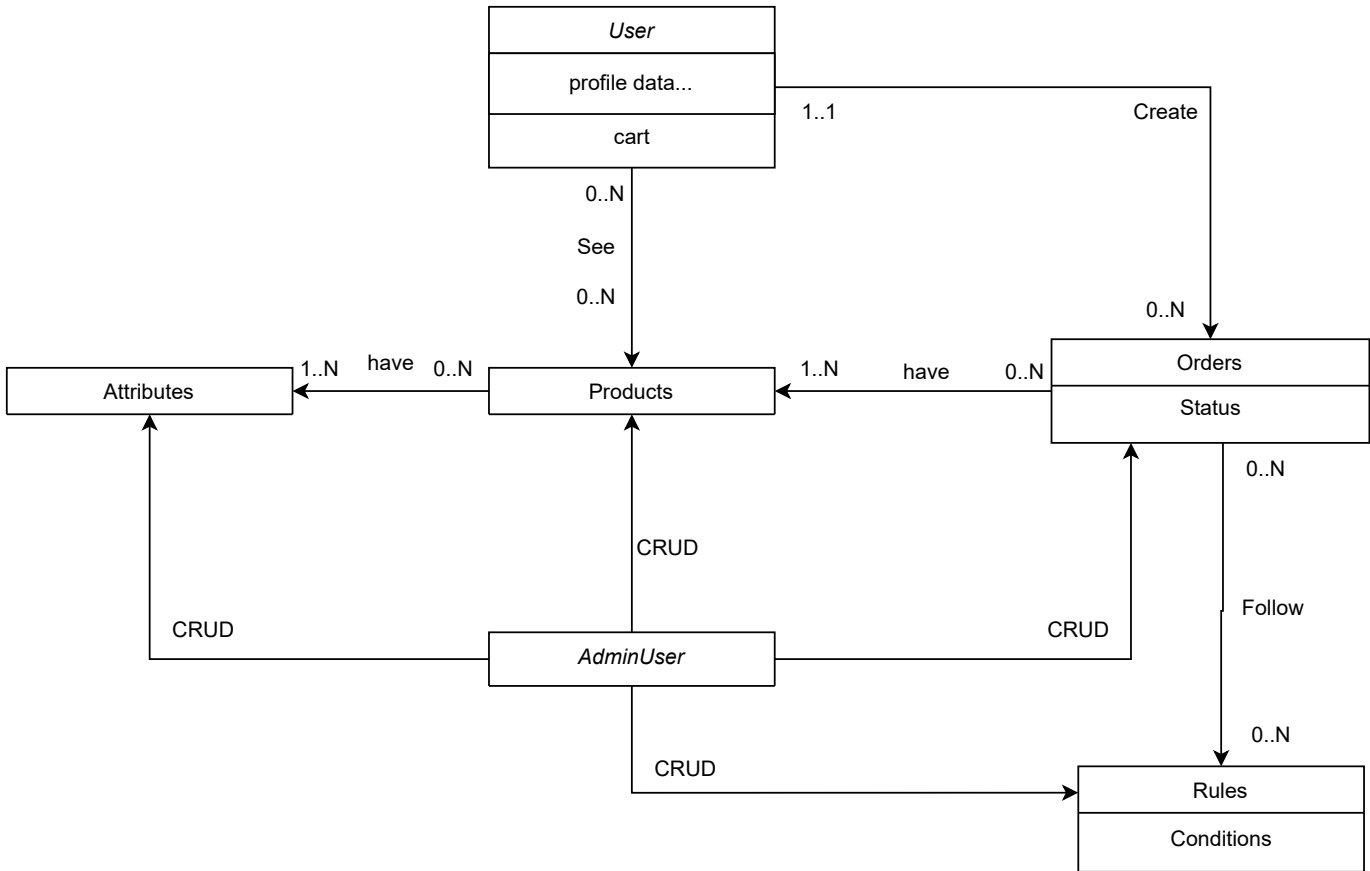 User
profile data...
1..1
Create
cart
0..N
See
0..N
0..N
1..N
have
0..N
1..N
have
0..N
Orders
Attributes
Products
Status
0..N
CRUD
Follow
CRUD
CRUD
AdminUser
0..N
CRUD
Rules
Conditions